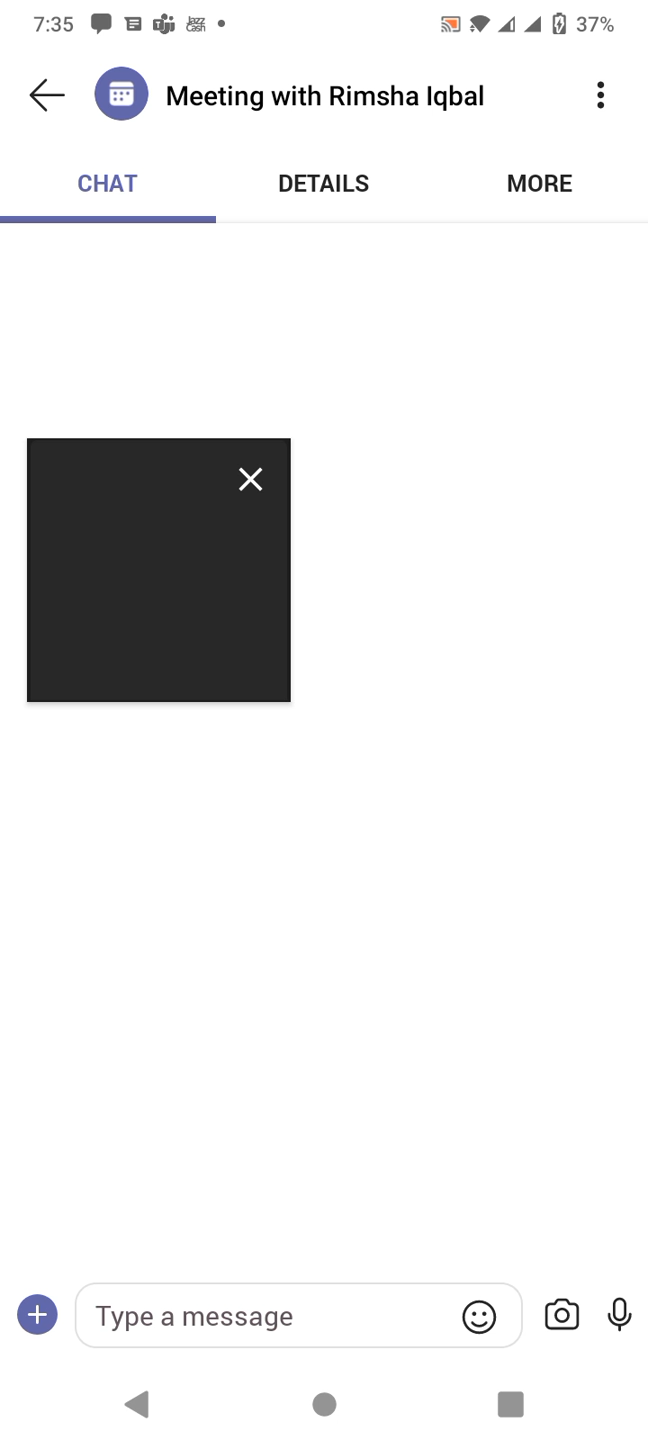 7:35
37%
Meeting with Rimsha Iqbal
CHAT DETAILS MORE
Type a message